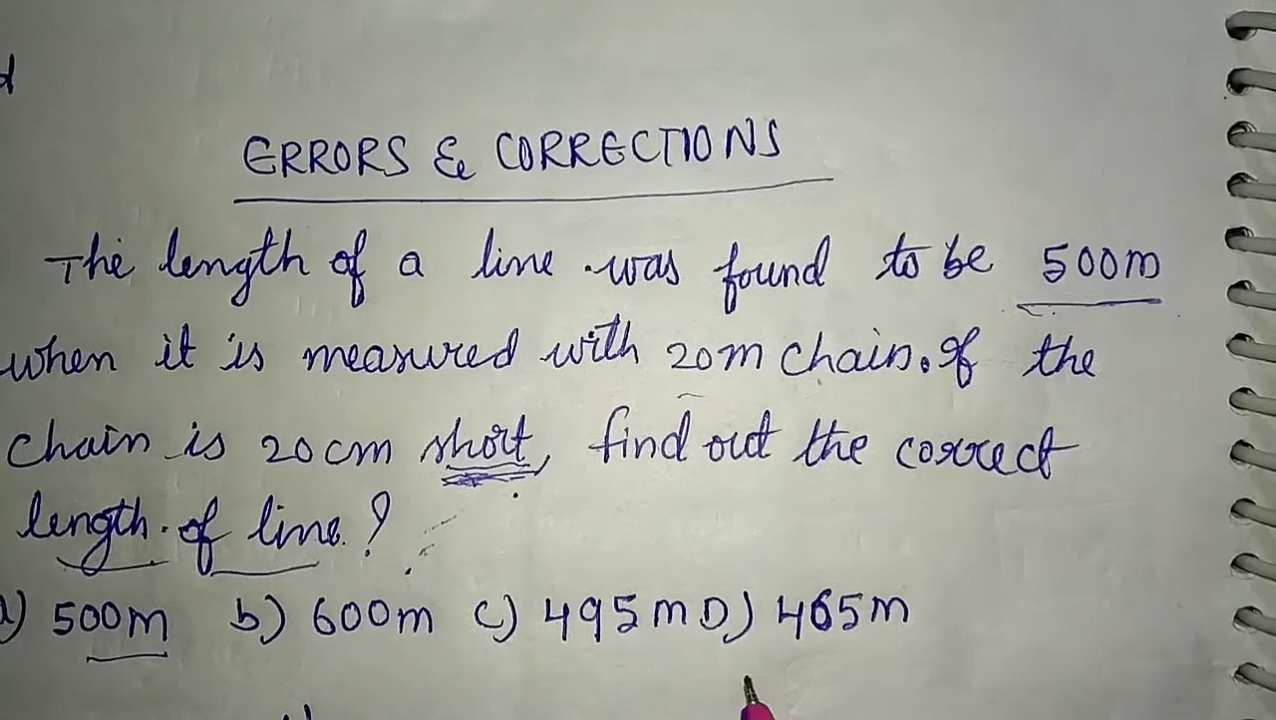 ERRORS & CORRECTIONS
The length of a line was found to be 500m
when it is measured with 20m chain. If the
chain is 20cm short, find out the correct
length of line?
a) 500m b) 600m c) 495m D) 465m